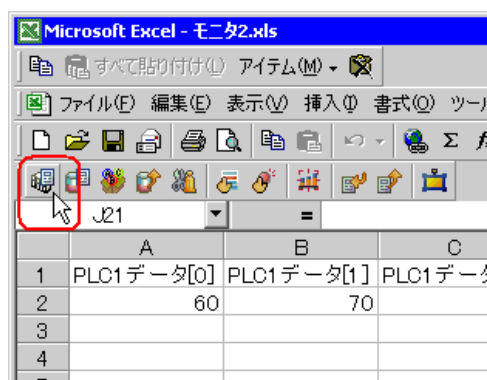 Microsoft Excel - モニタ2.xls
すべて貼り付け(L) アイテム(M)
ファイル(F) 編集(E) 表示(V) 挿入(I) 書式(O) ツール
Σ
J21 =
A B C
1 PLC1データ[0] PLC1データ[1] PLC1データ
2 60 70
3
4